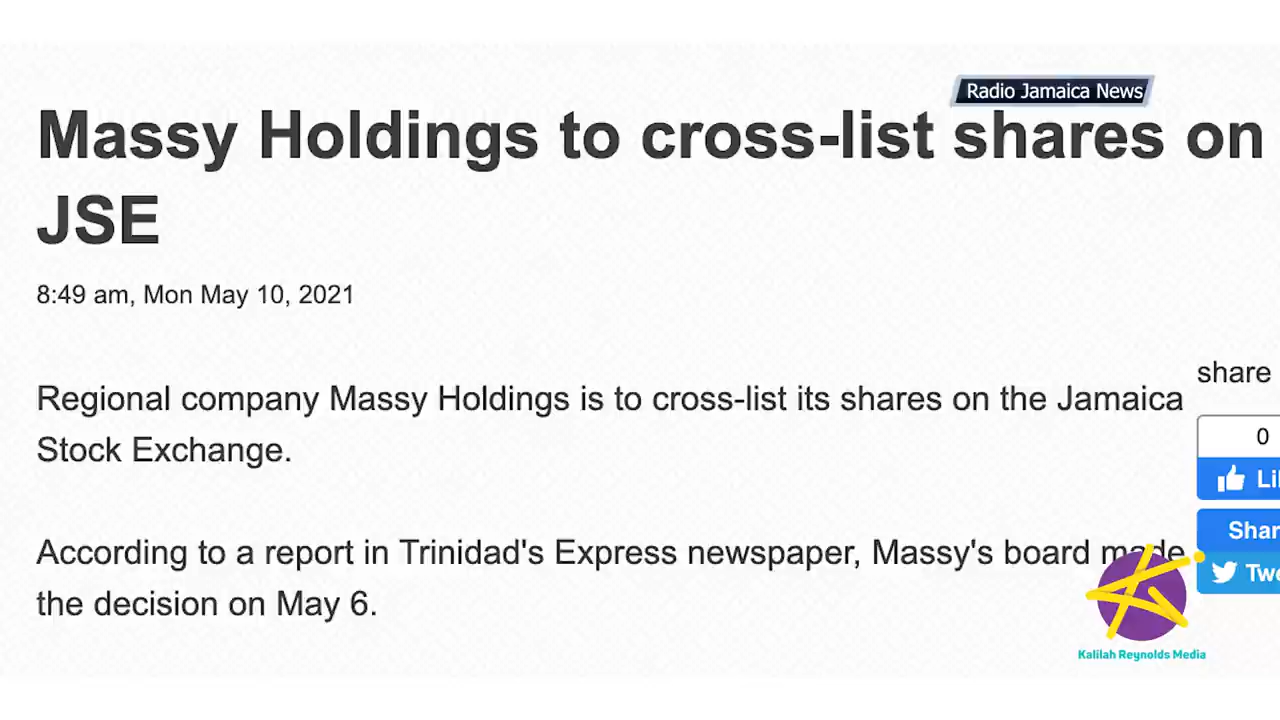 Radio Jamaica News
Massy Holdings to cross-list shares on
JSE
8:49 am, Mon May 10, 2021
share
Regional company Massy Holdings is to cross-list its shares on the Jamaica
Stock Exchange.
0
According to a report in Trinidad's Express newspaper, Massy's board made
the decision on May 6.
Kalilah Reynolds Media